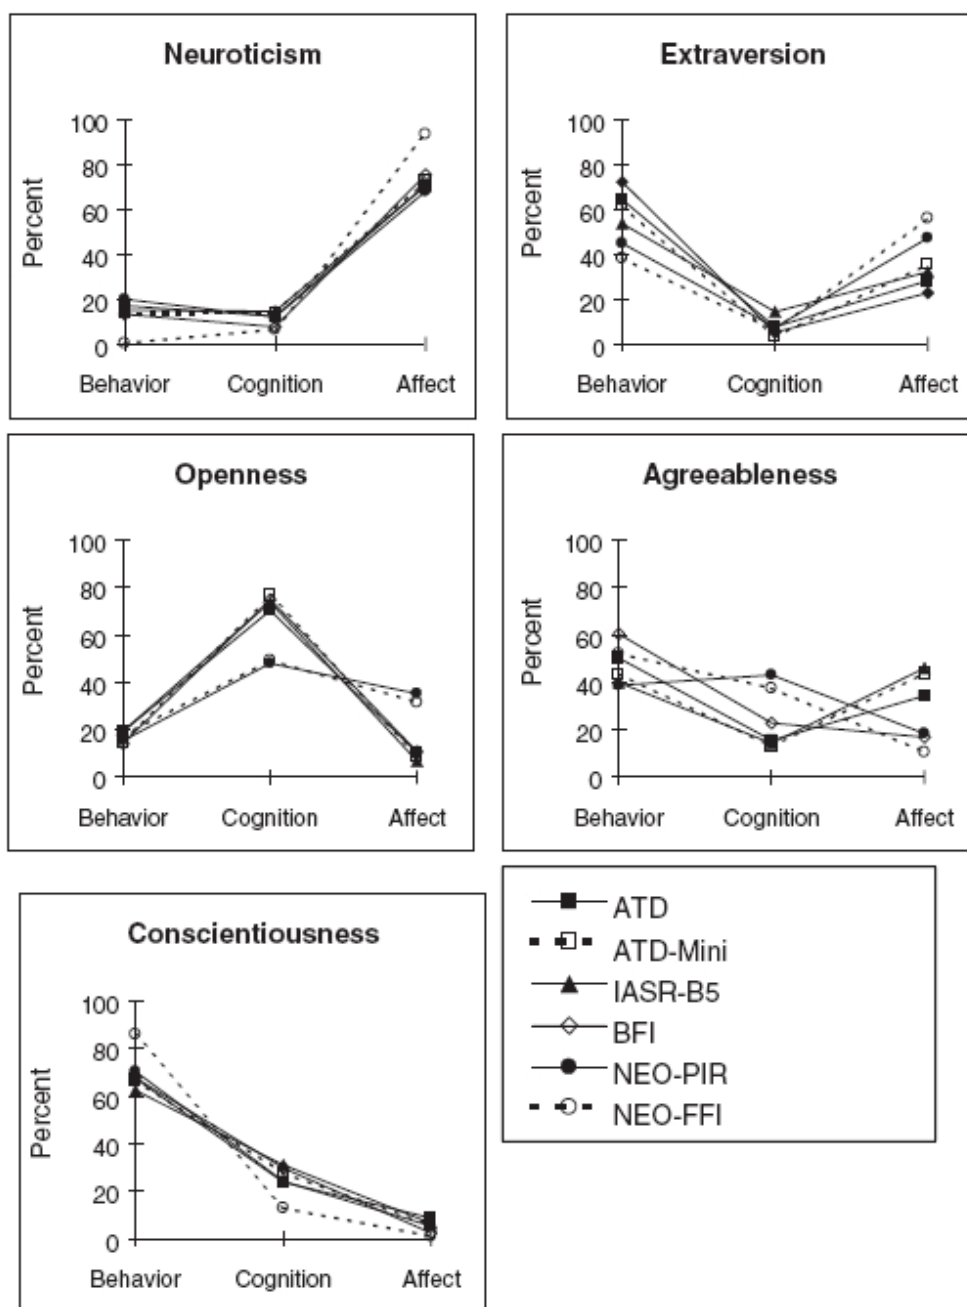 Neuroticism
Percent
100
80
60
40
20
0
Behavior Cognition Affect
Extraversion
Percent
100
80
60
40
20
0
Behavior Cognition Affect
Openness
Percent
100
80
60
40
20
0
Behavior Cognition Affect
Agreeableness
Percent
100
80
60
40
20
0
Behavior Cognition Affect
Conscientiousness
Percent
100
80
60
40
20
0
Behavior Cognition Affect
ATD
ATD-Mini
IASR-B5
BFI
NEO-PIR
NEO-FFI